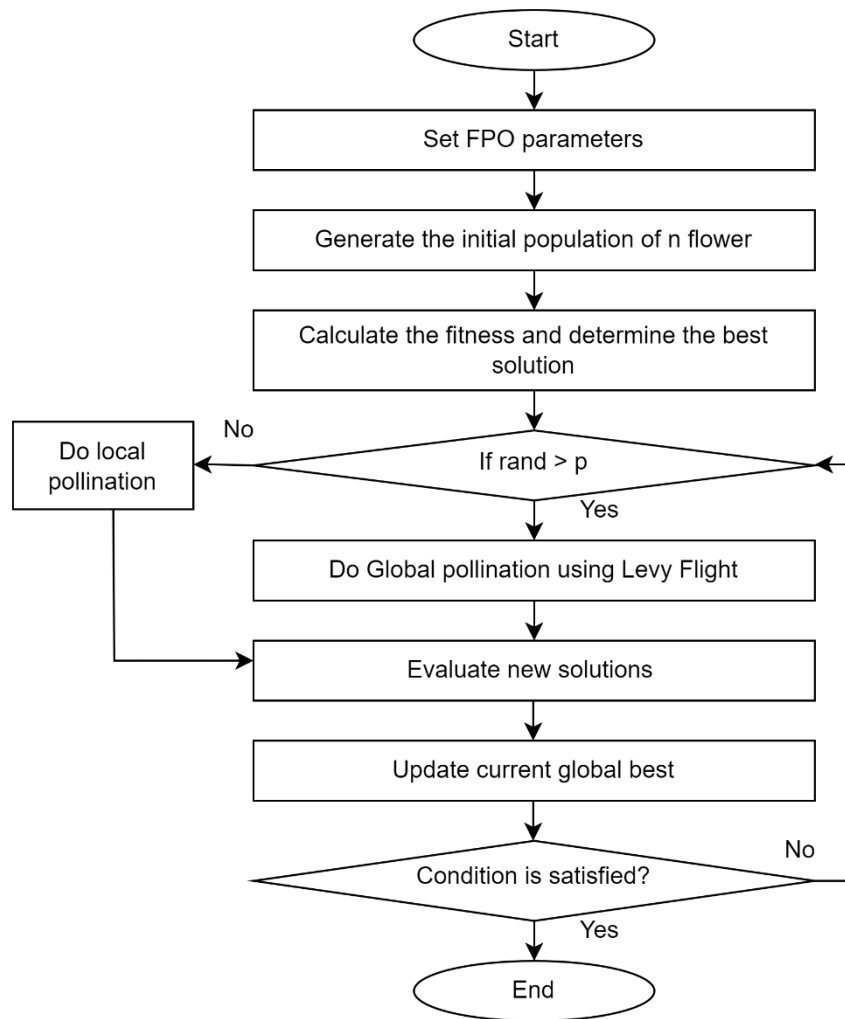 Start
Set FPO parameters
Generate the initial population of n flower
Calculate the fitness and determine the best
solution
No
Do local
pollination
If rand > p
Yes
Do Global pollination using Levy Flight
Evaluate new solutions
Update current global best
No
Condition is satisfied?
Yes
End